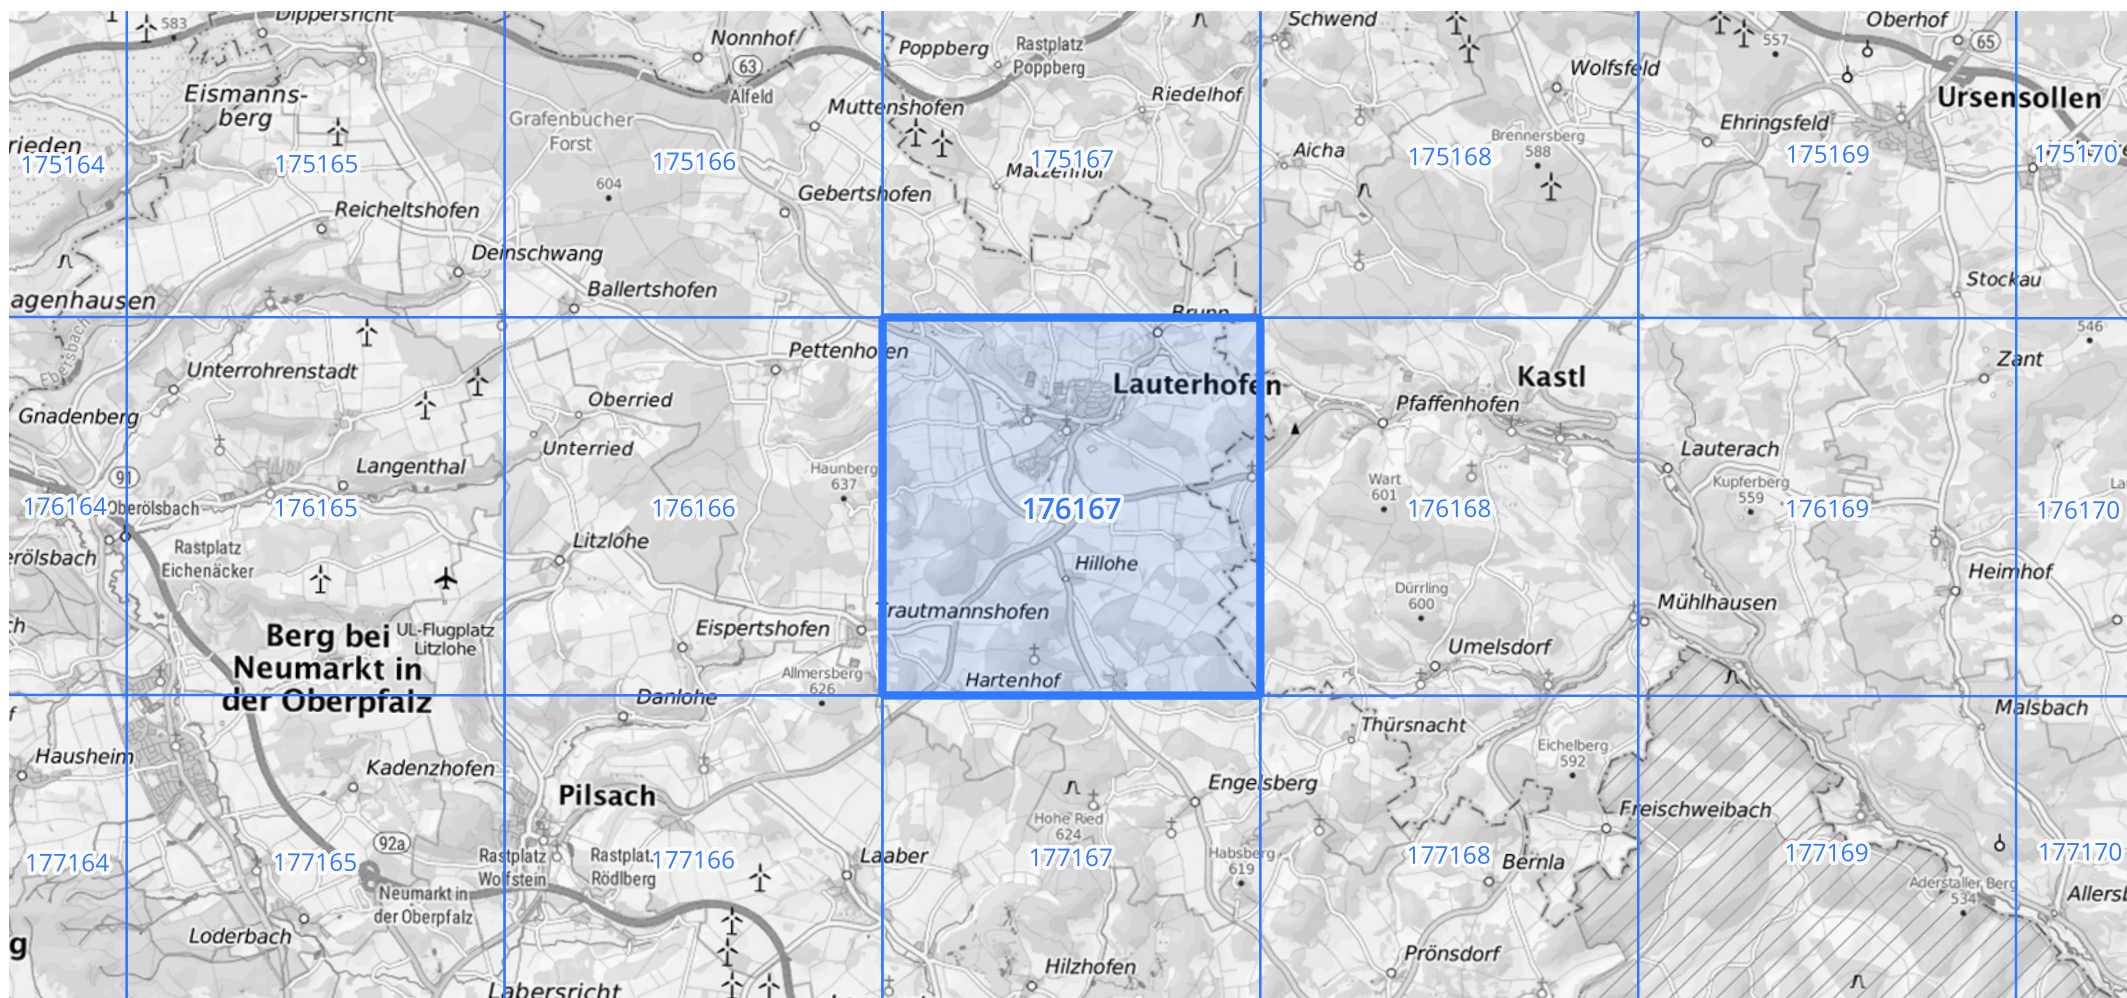 583
Dippersricht
Nonnhof
63
Alfeld
Poppberg
Rastplatz
Poppberg
Schwend
557
Oberhof
65
Wolfsfeld
Riedelhof
Eismanns-
berg
Grafenbucher
Forst
Muttenshofen
Ursensollen
Ehringsfeld
Brennersberg
588
Aicha
rieden
175164
175165
175166
175167
175168
175169
175170
Matzenhof
604
Gebertshofen
Reicheltshofen
Deinschwang
Ballertshofen
Stockau
agenhausen
Ebersbach
Brunn
546
Pettenhofen
Zant
Unterrohrenstadt
Lauterhofen
Kastl
Oberried
Pfaffenhofen
Gnadenberg
Unterried
Langenthal
Lauterach
Haunberg
637
Wart
601
Kupferberg
559
La
91
Oberölsbach
176164
176165
176166
176167
176168
176169
176170
erölsbach
Rastplatz
Eichenäcker
Litzlohe
Hillohe
Heimhof
Dürrling
600
Mühlhausen
rautmannshofen
ch
Berg bei
Neumarkt in
der Oberpfalz
UL-Flugplatz
Litzlohe
Eispertshofen
Umelsdorf
Allmersberg
626
Hartenhof
Danlohe
f
Thürsnacht
Malsbach
Hausheim
Eichelberg
592
Kadenzhofen
Engelsberg
Pilsach
Hohe Ried
624
Freischweibach
92a
Rastplatz
Wolfstein
Rastplatz
Rödlberg
Laaber
Habsberg
619
Bernla
177164
177165
177166
177167
177168
177169
177170
Neumarkt in
der Oberpfalz
Aderstaller Berg
534
Allersb
g
Loderbach
Prönsdorf
Hilzhofen
Labersricht